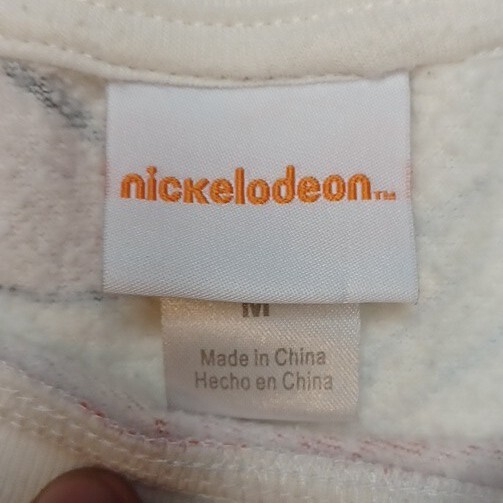 nickelodeon™
M
Made in China
Hecho en China